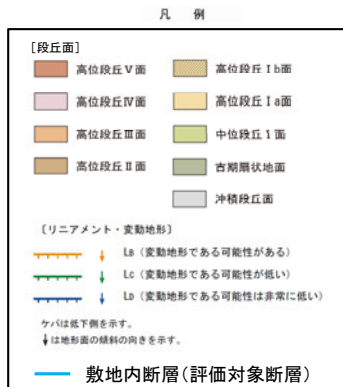 凡 例
[段丘面]
高位段丘Ⅴ面 高位段丘Ⅰb面
高位段丘Ⅳ面 高位段丘Ⅰa面
高位段丘Ⅲ面 中位段丘Ⅰ面
高位段丘Ⅱ面 古期扇状地面
沖積段丘面
〔リニアメント・変動地形〕
LB（変動地形である可能性がある）
LC（変動地形である可能性が低い）
LD（変動地形である可能性は非常に低い）
ケバは低下側を示す。
↓は地形面の傾斜の向きを示す。
敷地内断層(評価対象断層)